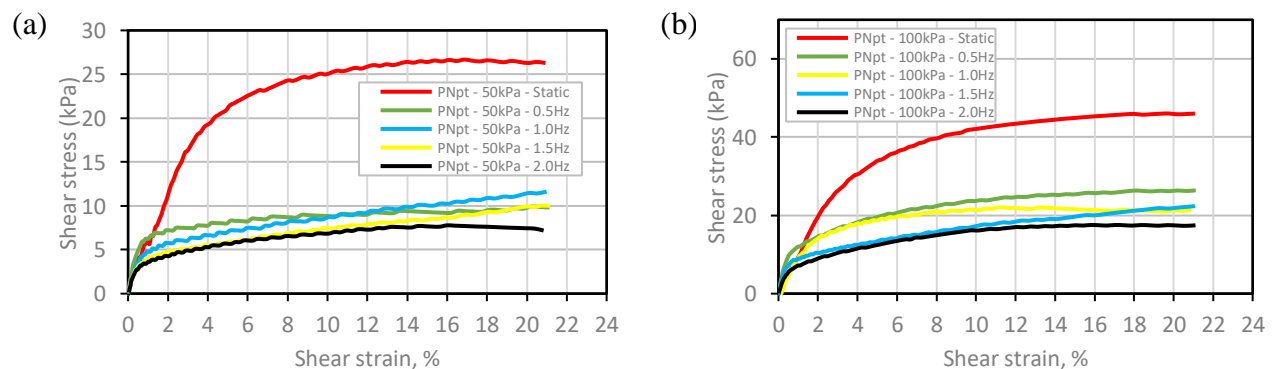 (a)
Shear stress (kPa)
30
25
20
15
10
5
0
PNpt - 50kPa - Static
PNpt - 50kPa - 0.5Hz
PNpt - 50kPa - 1.0Hz
PNpt - 50kPa - 1.5Hz
PNpt - 50kPa - 2.0Hz
0 2 4 6 8 10 12 14 16 18 20 22 24
Shear strain, %
(b)
Shear stress (kPa)
60
40
20
0
PNpt - 100kPa - Static
PNpt - 100kPa - 0.5Hz
PNpt - 100kPa - 1.0Hz
PNpt - 100kPa - 1.5Hz
PNpt - 100kPa - 2.0Hz
0 2 4 6 8 10 12 14 16 18 20 22 24
Shear strain, %